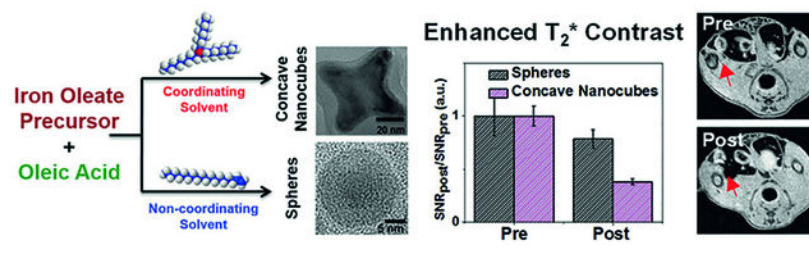 Iron Oleate
Precursor
+
Oleic Acid
Coordinating
Solvent
Non-coordinating
Solvent
Concave
Nanocubes
20 nm
Spheres
5 nm
Enhanced T2* Contrast
SNRpost/SNRpre (a.u.)
1
0
Spheres
Concave Nanocubes
Pre
Post
Pre
Post